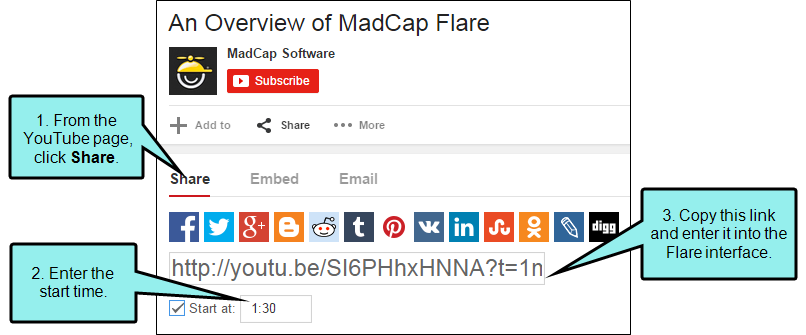 An Overview of MadCap Flare
MadCap Software
Subscribe
Add to
Share
More
1. From the
YouTube page,
click Share.
Share
Embed
Email
g+
t
digg
http://youtu.be/SI6PHhxHNNA?t=1n
3. Copy this link
and enter it into the
Flare interface.
2. Enter the
start time.
Start at:
1:30